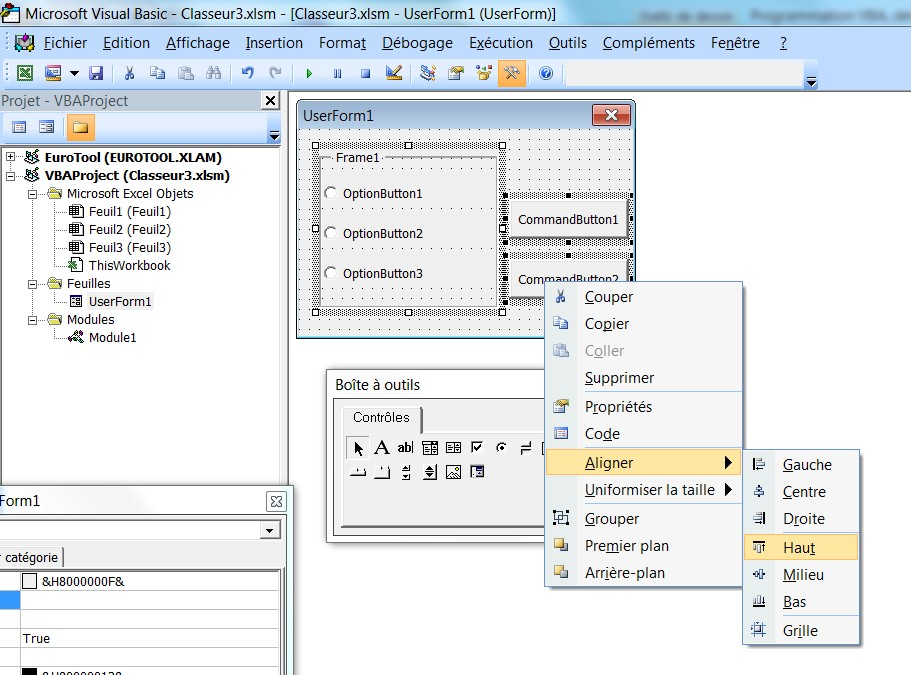 Microsoft Visual Basic - Classeur3.xlsm - [Classeur3.xlsm - UserForm1 (UserForm)]
Fichier Edition Affichage Insertion Format Débogage Exécution Outils Compléments Fenêtre ?
Projet - VBAProject
EuroTool (EUROTOOL.XLAM)
VBAProject (Classeur3.xlsm)
Microsoft Excel Objets
Feuil1 (Feuil1)
Feuil2 (Feuil2)
Feuil3 (Feuil3)
ThisWorkbook
Feuilles
UserForm1
Modules
Module1
UserForm1
Frame1
OptionButton1
OptionButton2
OptionButton3
CommandButton1
CommandButton2
Boîte à outils
Contrôles
A abl
Couper
Copier
Coller
Supprimer
Propriétés
Code
Aligner
Uniformiser la taille
Grouper
Premier plan
Arrière-plan
Gauche
Centre
Droite
Haut
Milieu
Bas
Grille
Form1
catégorie
&H8000000F&
True